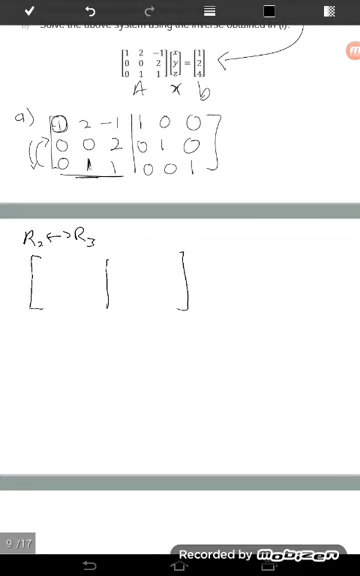 Solve the above system using the inverse obtained in (i).
1 2 -1 x 1
0 0 2 y = 2
0 1 1 z 4
A x b
a) 1 2 -1 1 0 0
0 0 2 0 1 0
0 1 1 0 0 1
R2 ↔ R3
9 /17
Recorded by mobizen